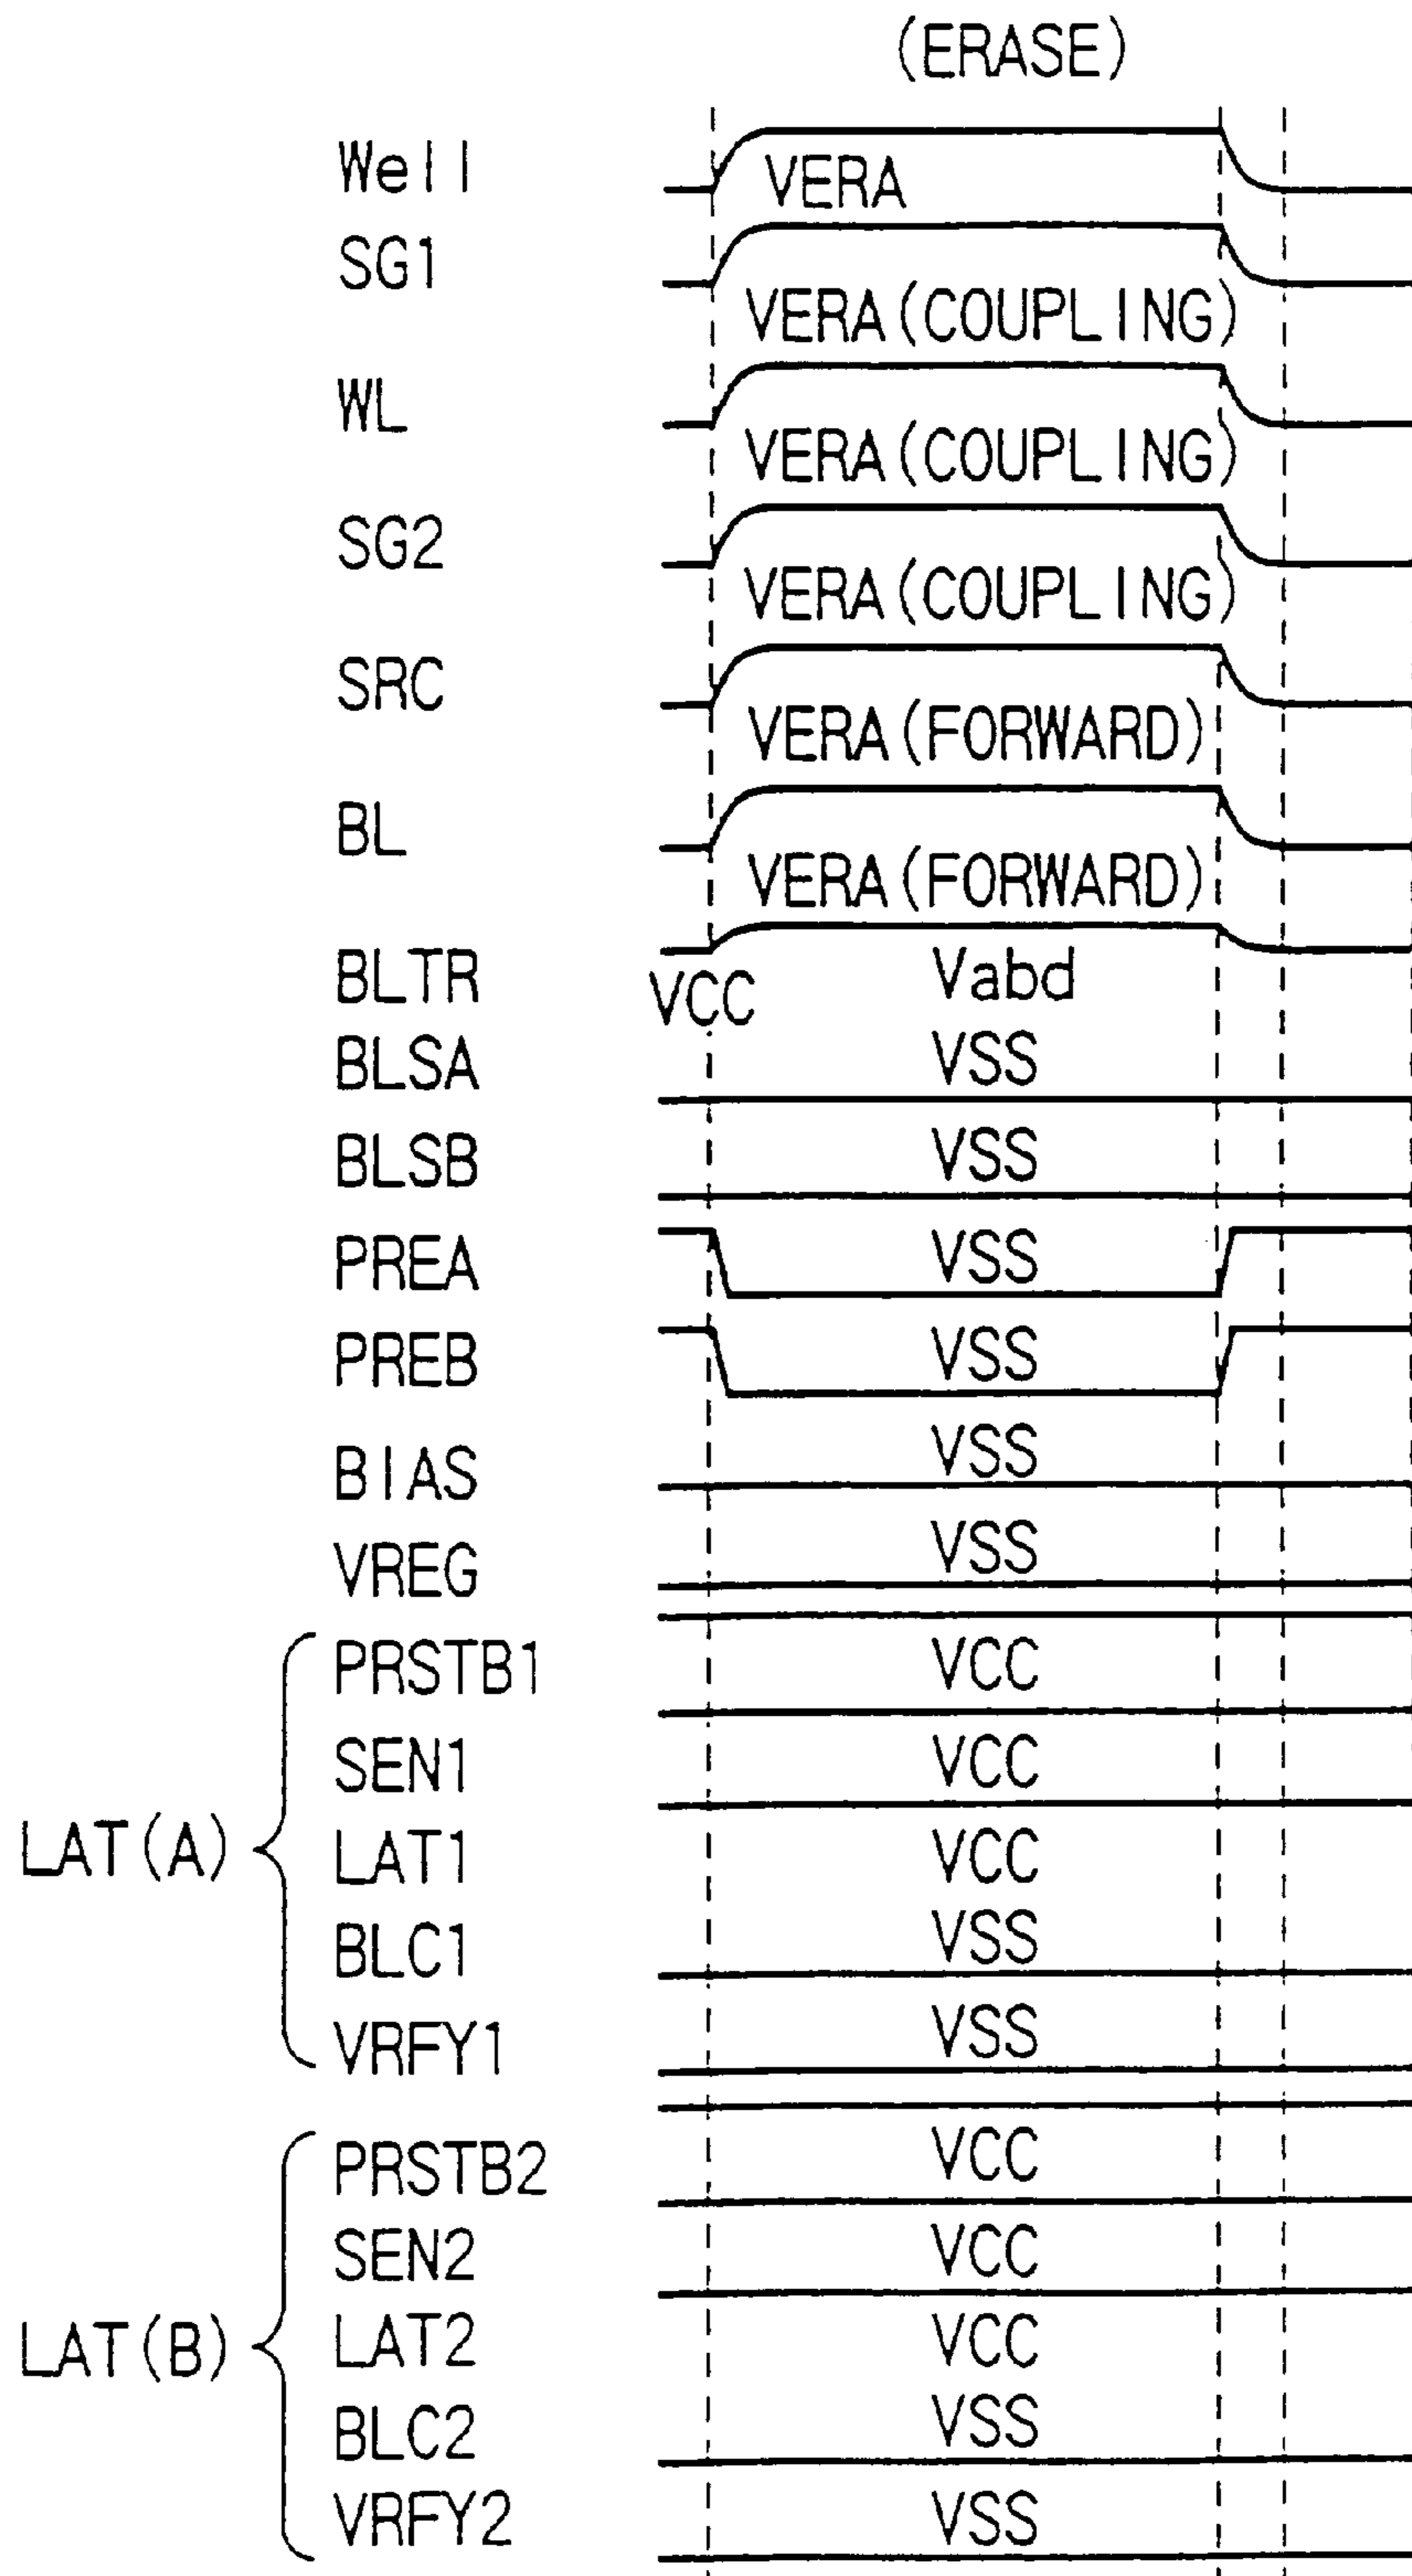 (ERASE)
Well
VERA
SG1
VERA(COUPLING)
WL
VERA(COUPLING)
SG2
VERA(COUPLING)
SRC
VERA(FORWARD)
BL
VERA(FORWARD)
BLTR VCC Vabd
BLSA VSS
BLSB VSS
PREA VSS
PREB VSS
BIAS VSS
VREG VSS
LAT(A)
PRSTB1 VCC
SEN1 VCC
LAT1 VCC
BLC1 VSS
VRFY1 VSS
LAT(B)
PRSTB2 VCC
SEN2 VCC
LAT2 VCC
BLC2 VSS
VRFY2 VSS